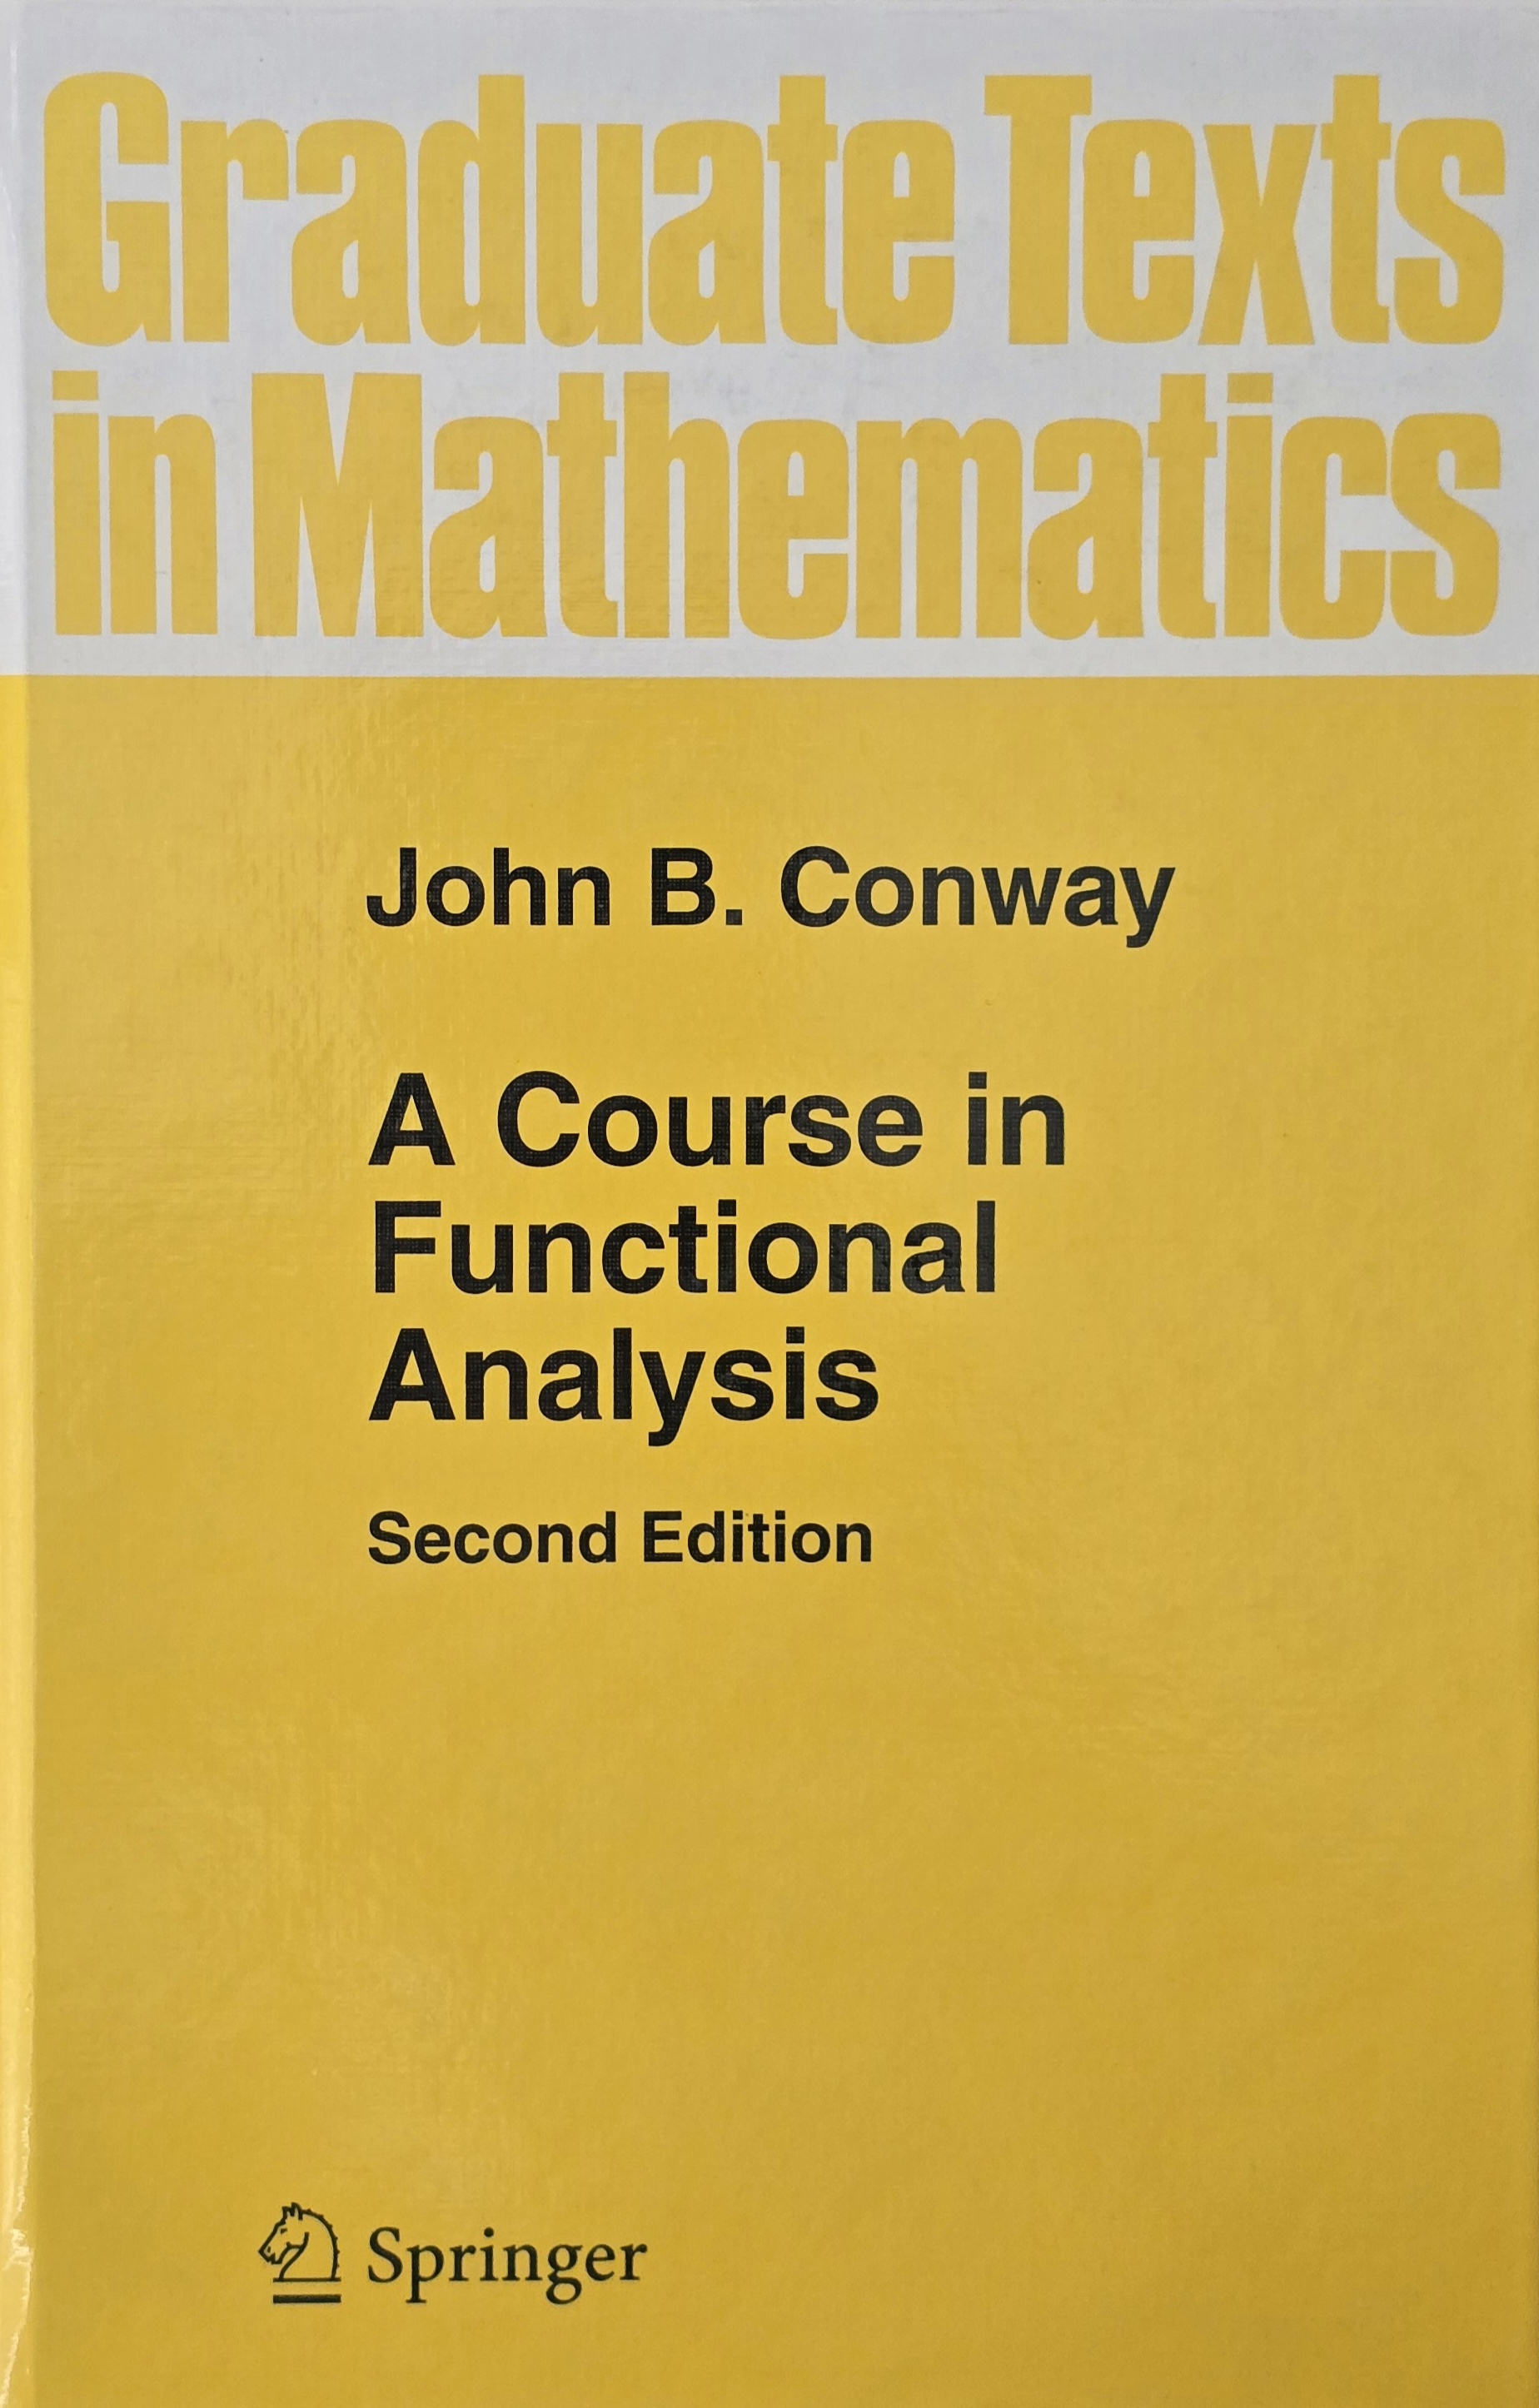 Graduate Texts
in Mathematics
John B. Conway
A Course in
Functional
Analysis
Second Edition
Springer